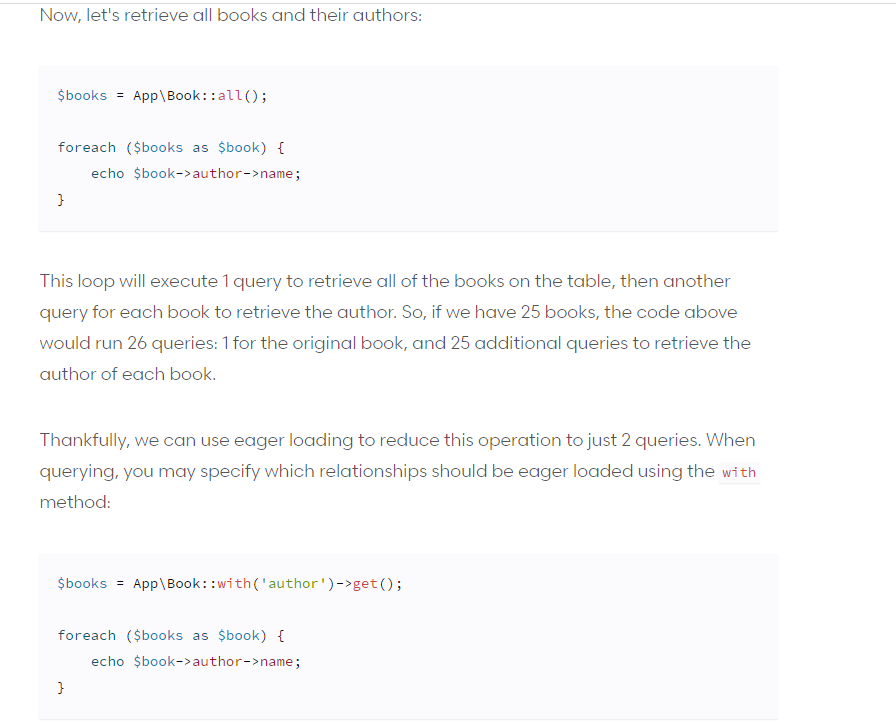 Now, let's retrieve all books and their authors:
$books = App\Book::all();
foreach ($books as $book) {
    echo $book->author->name;
}
This loop will execute 1 query to retrieve all of the books on the table, then another
query for each book to retrieve the author. So, if we have 25 books, the code above
would run 26 queries: 1 for the original book, and 25 additional queries to retrieve the
author of each book.
Thankfully, we can use eager loading to reduce this operation to just 2 queries. When
querying, you may specify which relationships should be eager loaded using the with
method:
$books = App\Book::with('author')->get();
foreach ($books as $book) {
    echo $book->author->name;
}